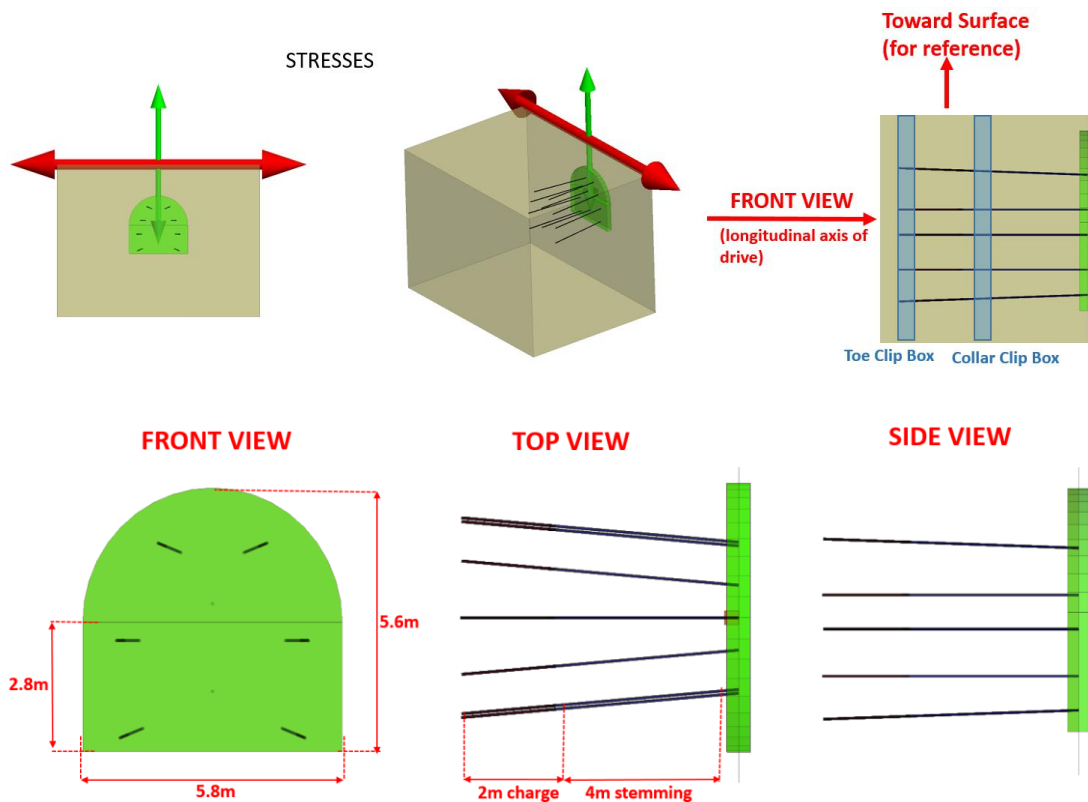 STRESSES
Toward Surface
(for reference)
FRONT VIEW
(longitudinal axis of
drive)
Toe Clip Box
Collar Clip Box
FRONT VIEW
TOP VIEW
SIDE VIEW
5.6m
2.8m
5.8m
2m charge
4m stemming